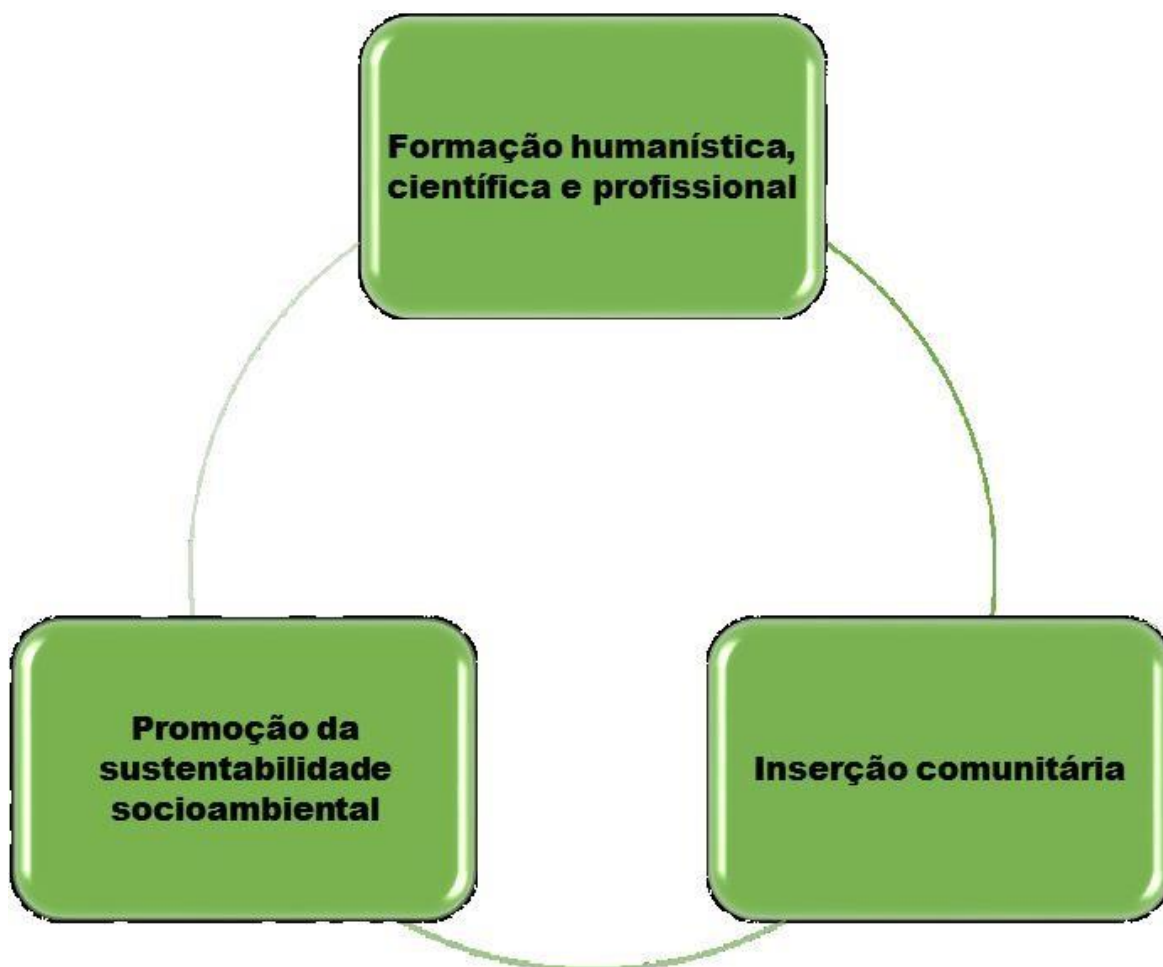 Formação humanística,
científica e profissional
Promoção da
sustentabilidade
socioambiental
Inserção comunitária